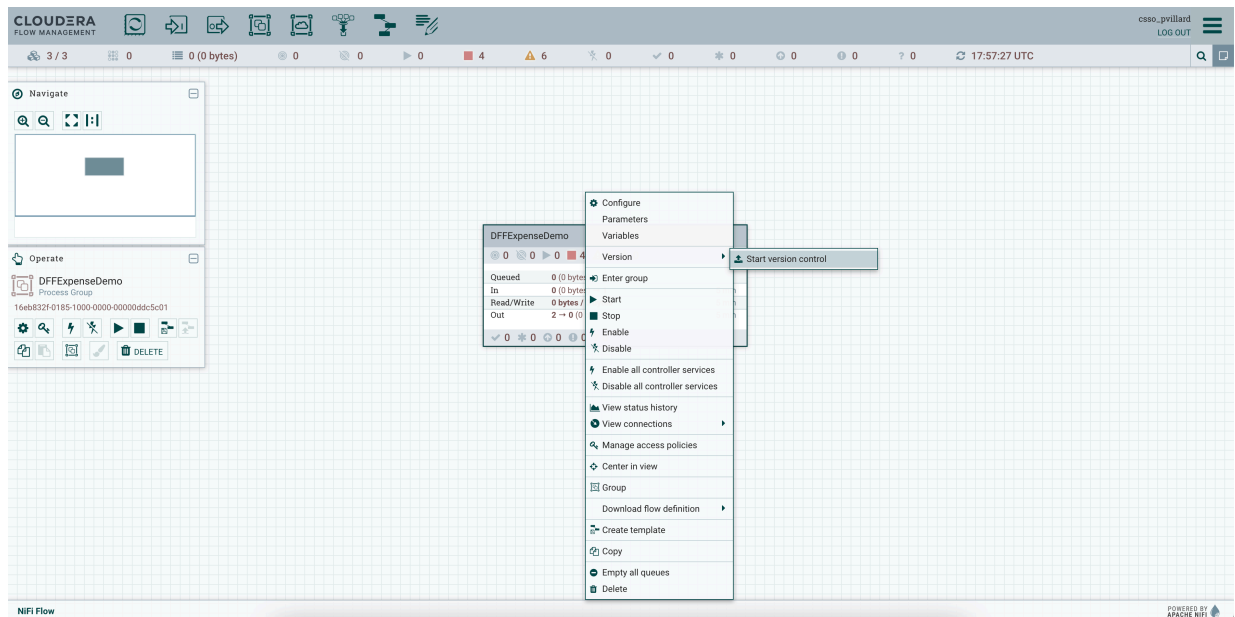 CLOUDERA
FLOW MANAGEMENT
csso_pvillard
LOG OUT
3 / 3 0 0 (0 bytes) 0 0 0 4 6 0 0 0 0 0 ? 0 17:57:27 UTC
Navigate
Operate
DFFExpenseDemo
Process Group
16eb832f-0185-1000-0000-00000ddc5c01
DELETE
DFFExpenseDemo
0 0 0 4
Queued 0 (0 bytes
In 0 (0 bytes
Read/Write 0 bytes /
Out 2 → 0 (0
0 0 0 0
Configure
Parameters
Variables
Version
Start version control
Enter group
Start
Stop
Enable
Disable
Enable all controller services
Disable all controller services
View status history
View connections
Manage access policies
Center in view
Group
Download flow definition
Create template
Copy
Empty all queues
Delete
NiFi Flow
POWERED BY
APACHE NIFI